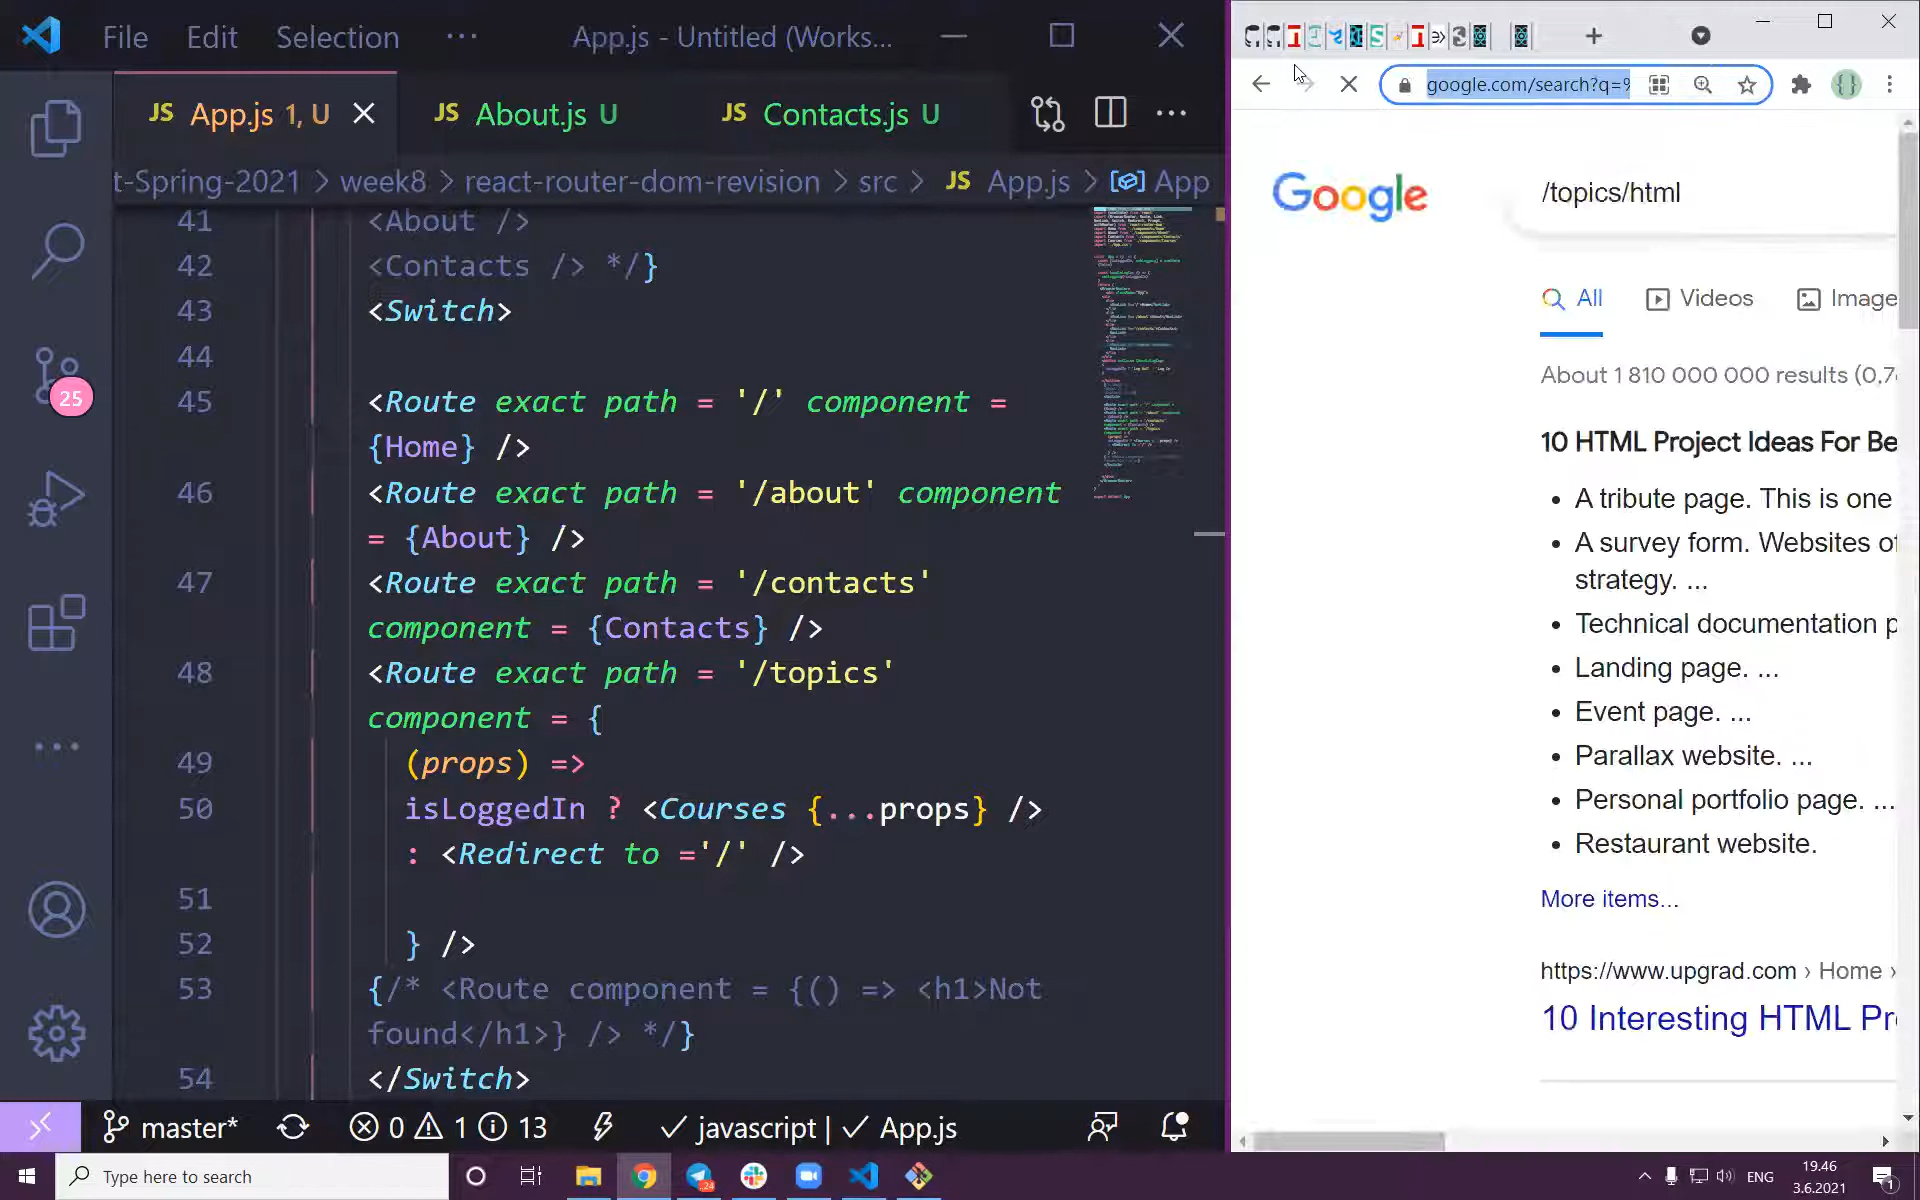 File Edit Selection ··· App.js - Untitled (Works...
JS App.js 1, U
JS About.js U
JS Contacts.js U
t-Spring-2021 > week8 > react-router-dom-revision > src > JS App.js > App
41 <About />
42 <Contacts /> */}
43 <Switch>
44
45 <Route exact path = '/' component =
{Home} />
46 <Route exact path = '/about' component
= {About} />
47 <Route exact path = '/contacts'
component = {Contacts} />
48 <Route exact path = '/topics'
component = {
49 (props) =>
50 isLoggedIn ? <Courses {...props} />
: <Redirect to ='/' />
51
52 } />
53 {/* <Route component = {() => <h1>Not
found</h1>} /> */}
54 </Switch>
25
master* 0 1 13 javascript | App.js
google.com/search?q=%
Google
/topics/html
All Videos Image
About 1 810 000 000 results (0,7
10 HTML Project Ideas For Be
• A tribute page. This is one
• A survey form. Websites of
strategy. ...
• Technical documentation p
• Landing page. ...
• Event page. ...
• Parallax website. ...
• Personal portfolio page. ...
• Restaurant website.
More items...
https://www.upgrad.com › Home ›
10 Interesting HTML Pr
Type here to search
24
ENG
19.46
3.6.2021
1